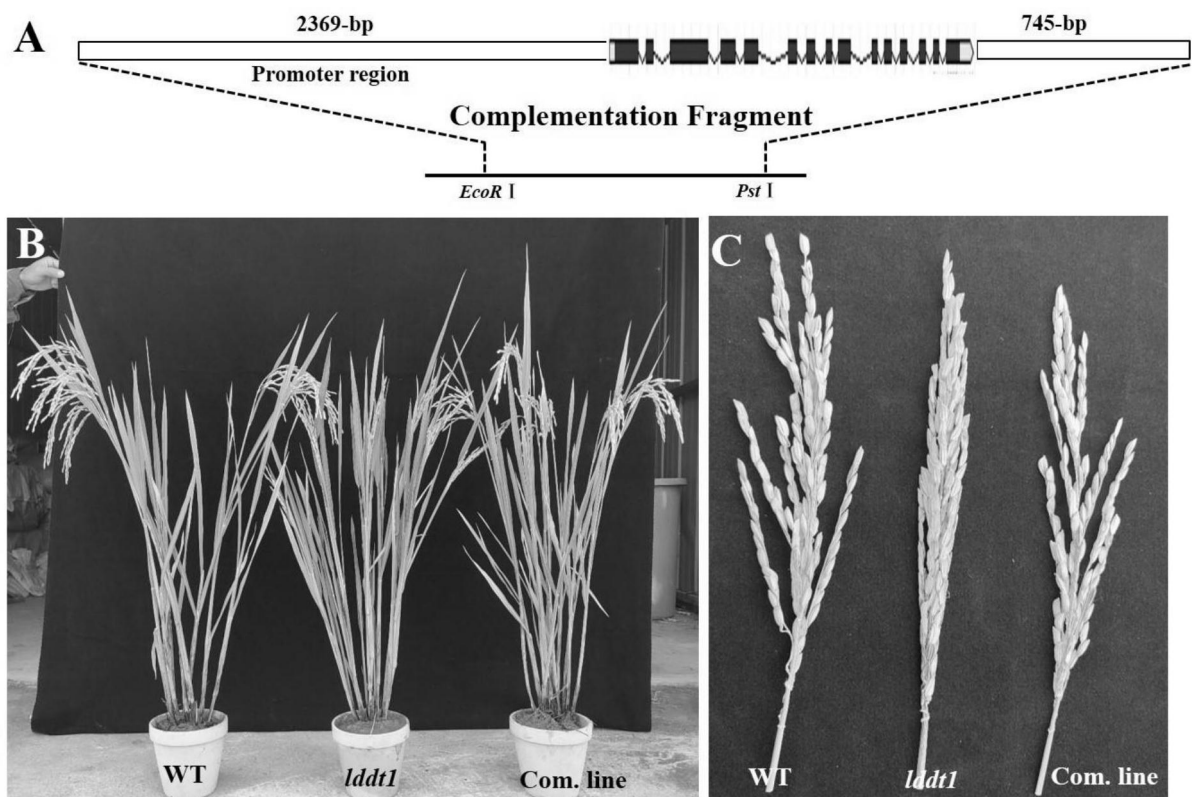 A
2369-bp
745-bp
Promoter region
Complementation Fragment
EcoR I
Pst I
B
WT
lddt1
Com. line
C
WT
lddt1
Com. line